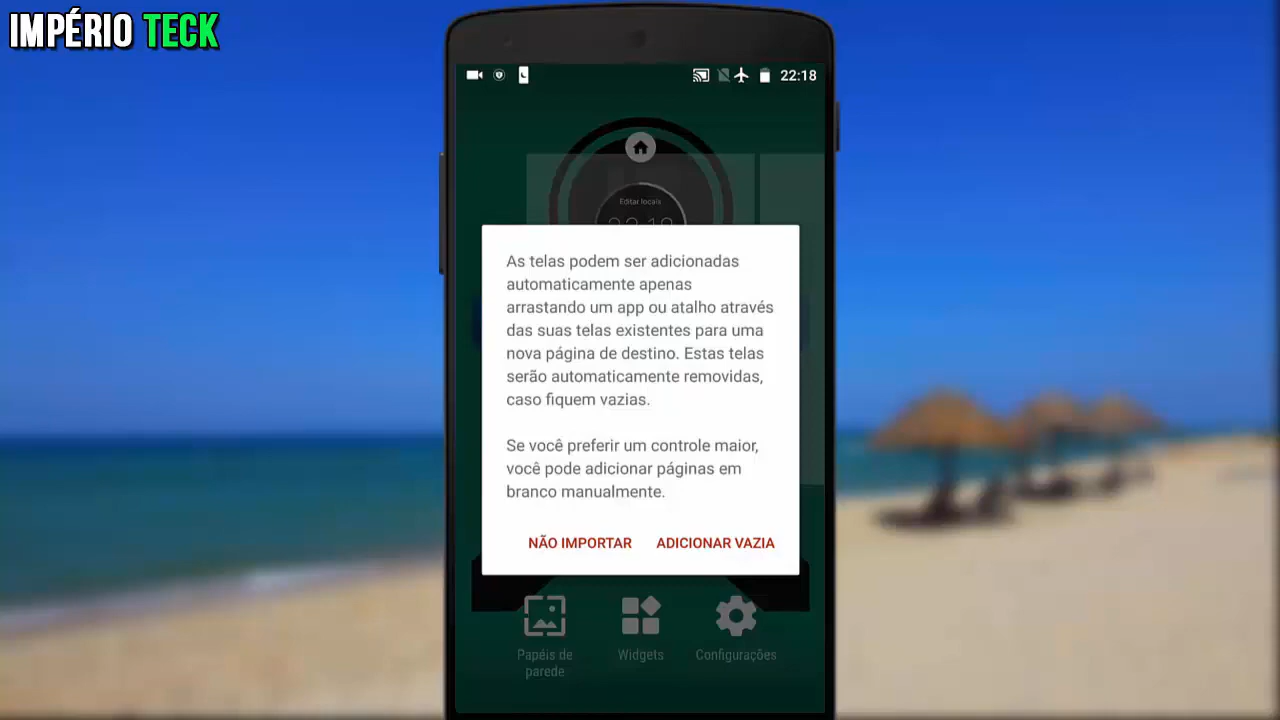 IMPÉRIO TECK
22:18
Editar locais
22:18
As telas podem ser adicionadas
automaticamente apenas
arrastando um app ou atalho através
das suas telas existentes para uma
nova página de destino. Estas telas
serão automaticamente removidas,
caso fiquem vazias.
Se você preferir um controle maior,
você pode adicionar páginas em
branco manualmente.
NÃO IMPORTAR ADICIONAR VAZIA
Papéis de
parede
Widgets
Configurações